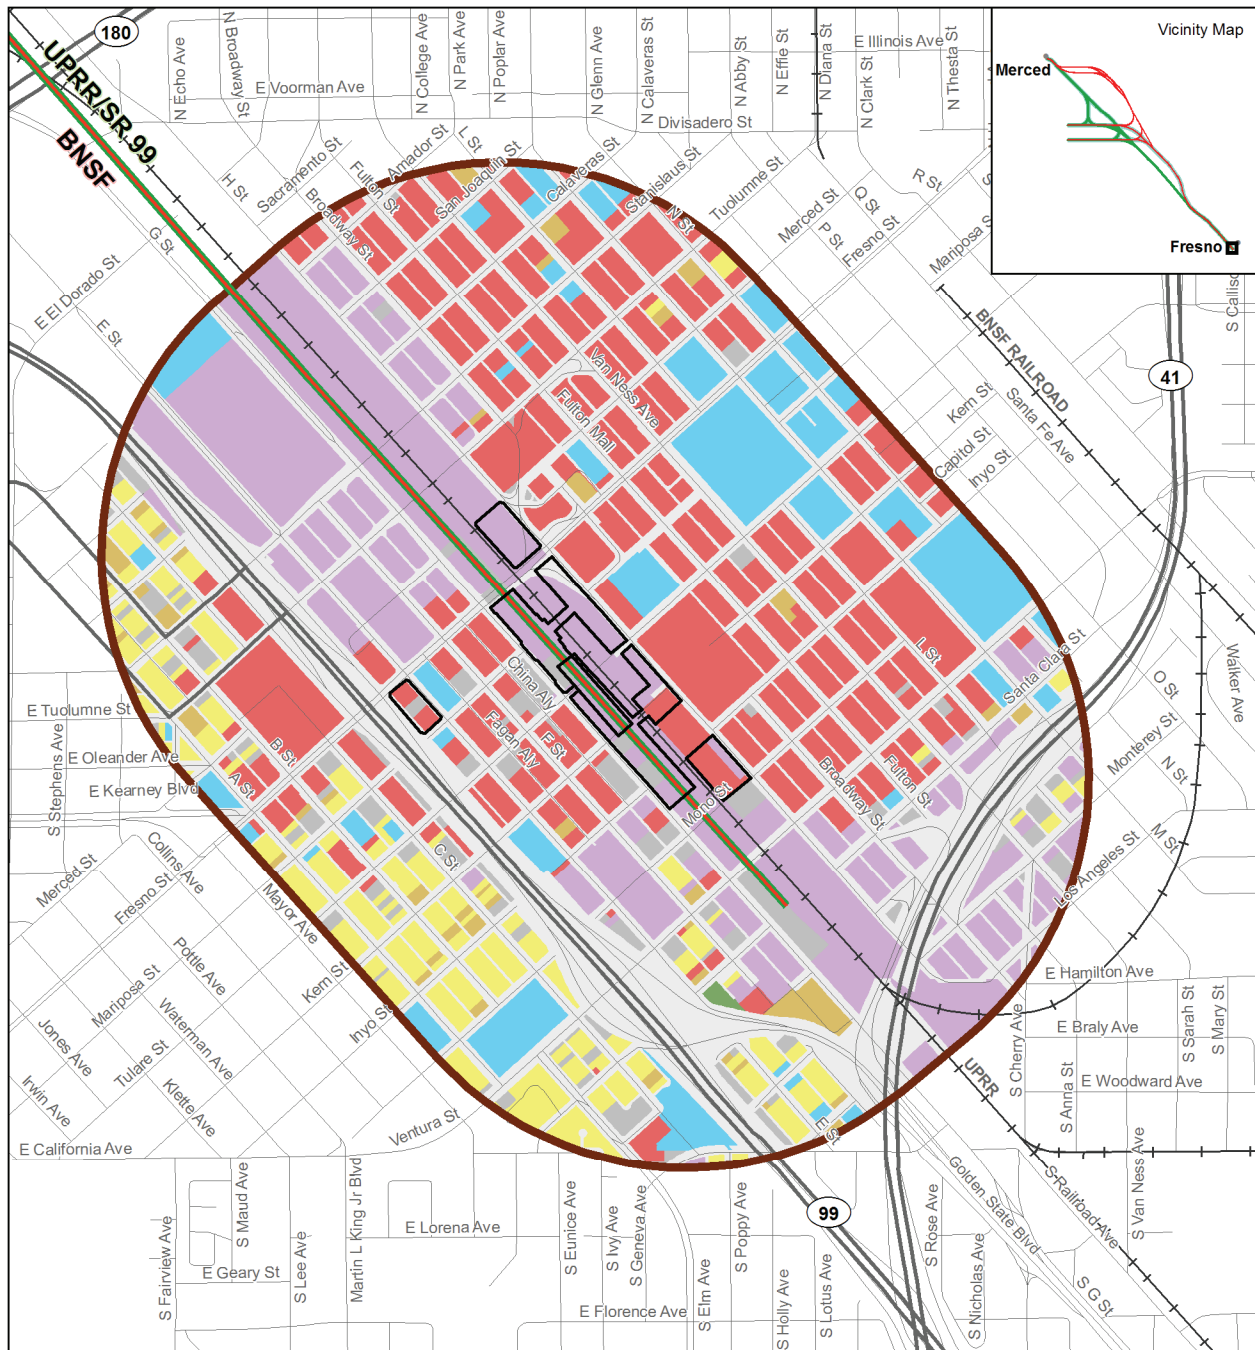 180
N Echo Ave
N Broadway St
E Voorman Ave
N College Ave
N Park Ave
N Poplar Ave
N Glenn Ave
N Calaveras St
N Abby St
N Effie St
N Diana St
E Illinois Ave
N Clark St
N Thesta St
Divisadero St
Vicinity Map
Merced
Fresno
UPRR/SR 99
BNSF
H St
Sacramento St
Broadway St
Fulton St
Amador St
L St
San Joaquin St
Calaveras St
Stanislaus St
N St
Tuolumne St
Merced St
P St
Q St
Fresno St
R St
S
Mariposa S
G St
E El Dorado St
E St
Van Ness Ave
Fulton Mall
BNSF RAILROAD
Santa Fe Ave
Kern St
Capitol St
Inyo St
41
S Calliso
China Aly
Fagan Aly
F St
L St
Santa Clara St
O St
Walker Ave
Monterey St
N St
M St
Los Angeles St
Broadway St
Fulton St
Mono St
E Tuolumne St
S Stephens Ave
E Oleander Ave
E Kearney Blvd
B St
A St
C St
Merced St
Collins Ave
Fresno St
Mayor Ave
Pottle Ave
Mariposa St
Waterman Ave
Kern St
Inyo St
Jones Ave
Tulare St
Klette Ave
Irwin Ave
E California Ave
Ventura St
E Hamilton Ave
E Braly Ave
S Cherry Ave
S Sarah St
S Mary St
E Woodward Ave
S Anna St
UPRR
E St
99
Golden State Blvd
S Railroad Ave
S Van Ness Ave
S G St
S Fairview Ave
S Maud Ave
E Geary St
S Lee Ave
Martin L King Jr Blvd
E Lorena Ave
S Eunice Ave
S Ivy Ave
S Geneva Ave
E Florence Ave
S Elm Ave
S Poppy Ave
S Holly Ave
S Lotus Ave
S Rose Ave
S Nicholas Ave